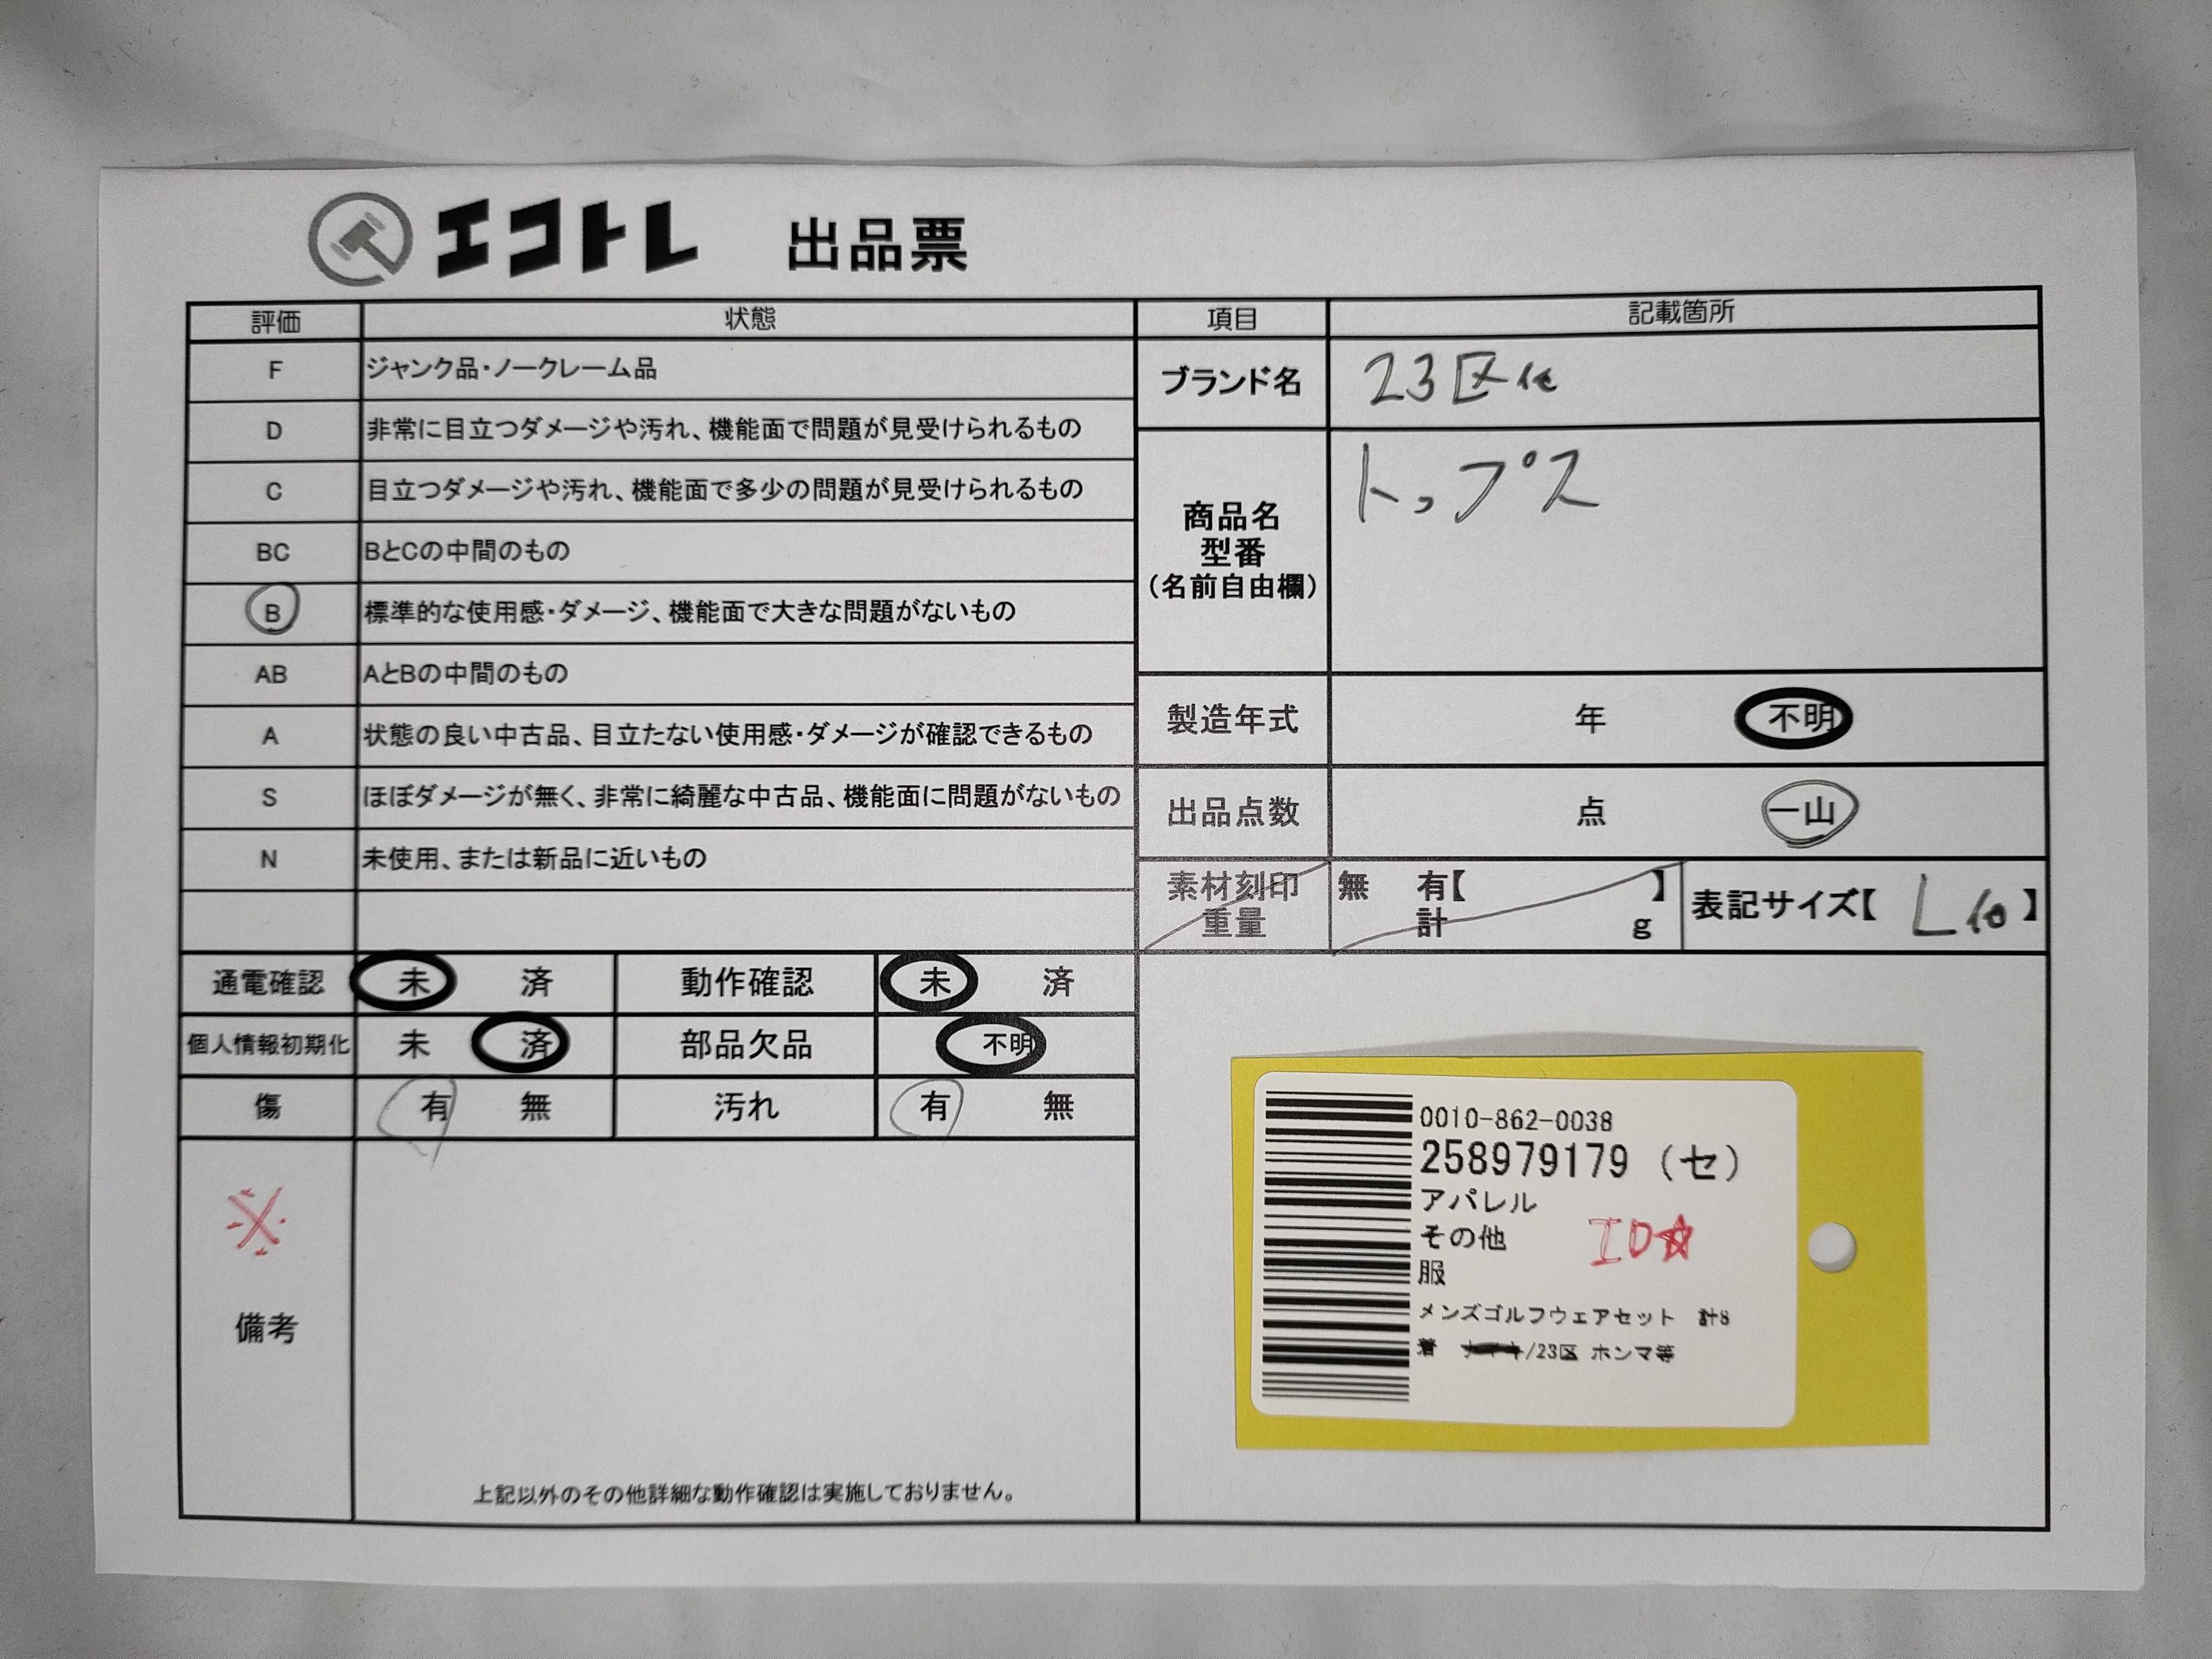 エコトレ 出品票
評価 状態 項目 記載箇所
F ジャンク品・ノークレーム品
D 非常に目立つダメージや汚れ、機能面で問題が見受けられるもの
C 目立つダメージや汚れ、機能面で多少の問題が見受けられるもの
BC BとCの中間のもの
B 標準的な使用感・ダメージ、機能面で大きな問題がないもの
AB AとBの中間のもの
A 状態の良い中古品、目立たない使用感・ダメージが確認できるもの
S ほぼダメージが無く、非常に綺麗な中古品、機能面に問題がないもの
N 未使用、または新品に近いもの
ブランド名 23区他
商品名
型番
(名前自由欄)
トップス
製造年式 年 不明
出品点数 点 一山
素材刻印
重量
無 有【 】
計 g
表記サイズ【 L他 】
通電確認 未 済 動作確認 未 済
個人情報初期化 未 済 部品欠品 不明
傷 有 無 汚れ 有 無
※
備考
上記以外のその他詳細な動作確認は実施しておりません。
0010-862-0038
258979179 (セ)
アパレル
その他
服
メンズゴルフウェアセット 計8
着 /23区 ホンマ等